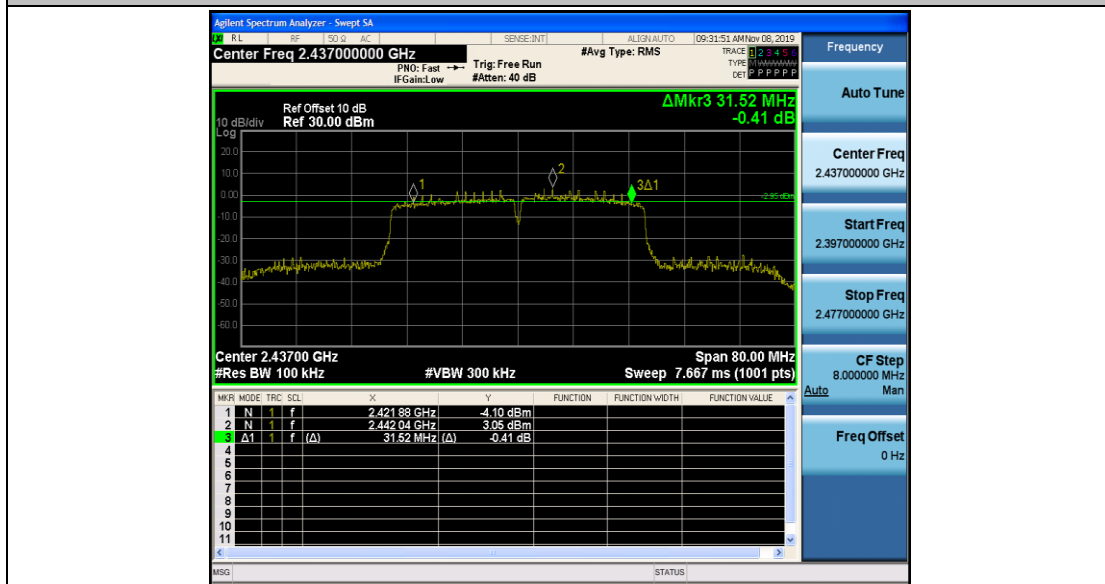 Agilent Spectrum Analyzer - Swept SA
RL RF 50 Ω AC SENSE:INT ALIGN AUTO 09:31:51 AM Nov 08, 2019
Center Freq 2.437000000 GHz
#Avg Type: RMS
TRACE 1 2 3 4 5 6
PNO: Fast
Trig: Free Run
TYPE
IFGain:Low
#Atten: 40 dB
DET P P P P P P
ΔMkr3 31.52 MHz
-0.41 dB
Ref Offset 10 dB
10 dB/div Ref 30.00 dBm
Log
20.0
10.0
0.00
-10.0
-20.0
-30.0
-40.0
-50.0
-60.0
1
2
3Δ1
-2.95 dBm
Center 2.43700 GHz
Span 80.00 MHz
#Res BW 100 kHz
#VBW 300 kHz
Sweep 7.667 ms (1001 pts)
MKR MODE TRC SCL X Y FUNCTION FUNCTION WIDTH FUNCTION VALUE
1 N 1 f 2.421 88 GHz -4.10 dBm
2 N 1 f 2.442 04 GHz 3.05 dBm
3 Δ1 1 f (Δ) 31.52 MHz (Δ) -0.41 dB
4
5
6
7
8
9
10
11
MSG
STATUS
Frequency
Auto Tune
Center Freq
2.437000000 GHz
Start Freq
2.397000000 GHz
Stop Freq
2.477000000 GHz
CF Step
8.000000 MHz
Auto Man
Freq Offset
0 Hz